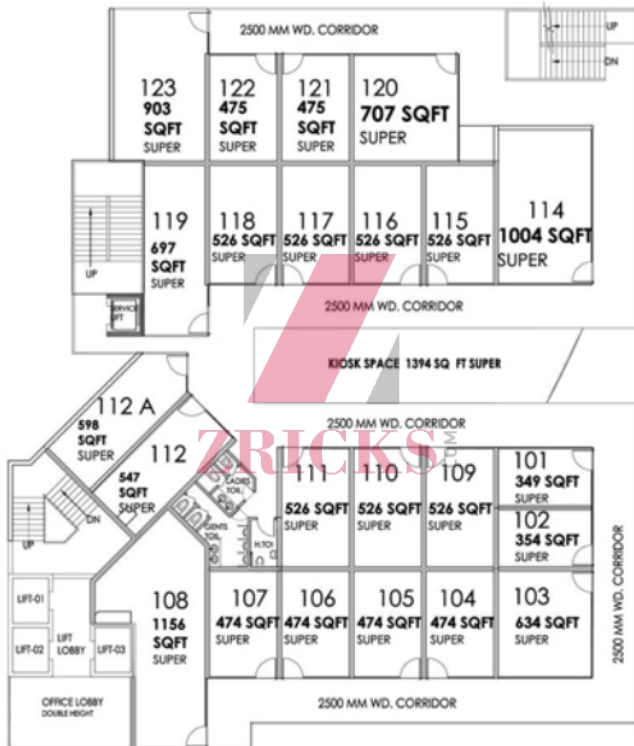 2500 MM WD. CORRIDOR
UP
DN
123
903
SQFT
SUPER
122
475
SQFT
SUPER
121
475
SQFT
SUPER
120
707 SQFT
SUPER
119
697
SQFT
SUPER
118
526 SQFT
SUPER
117
526 SQFT
SUPER
116
526 SQFT
SUPER
115
526 SQFT
SUPER
114
1004 SQFT
SUPER
UP
SERVICE
LIFT
2500 MM WD. CORRIDOR
KIOSK SPACE 1394 SQ FT SUPER
2500 MM WD. CORRIDOR
ZRICKS
.COM
112 A
598
SQFT
SUPER
112
547
SQFT
SUPER
LADIES
TOIL.
GENTS
TOIL.
H.TOI
111
526 SQFT
SUPER
110
526 SQFT
SUPER
109
526 SQFT
SUPER
101
349 SQFT
SUPER
102
354 SQFT
SUPER
UP
DN
LIFT-01
LIFT-02
LIFT
LOBBY
LIFT-03
108
1156
SQFT
SUPER
107
474 SQFT
SUPER
106
474 SQFT
SUPER
105
474 SQFT
SUPER
104
474 SQFT
SUPER
103
634 SQFT
SUPER
2500 MM WD. CORRIDOR
OFFICE LOBBY
DOUBLE HEIGHT
2500 MM WD. CORRIDOR